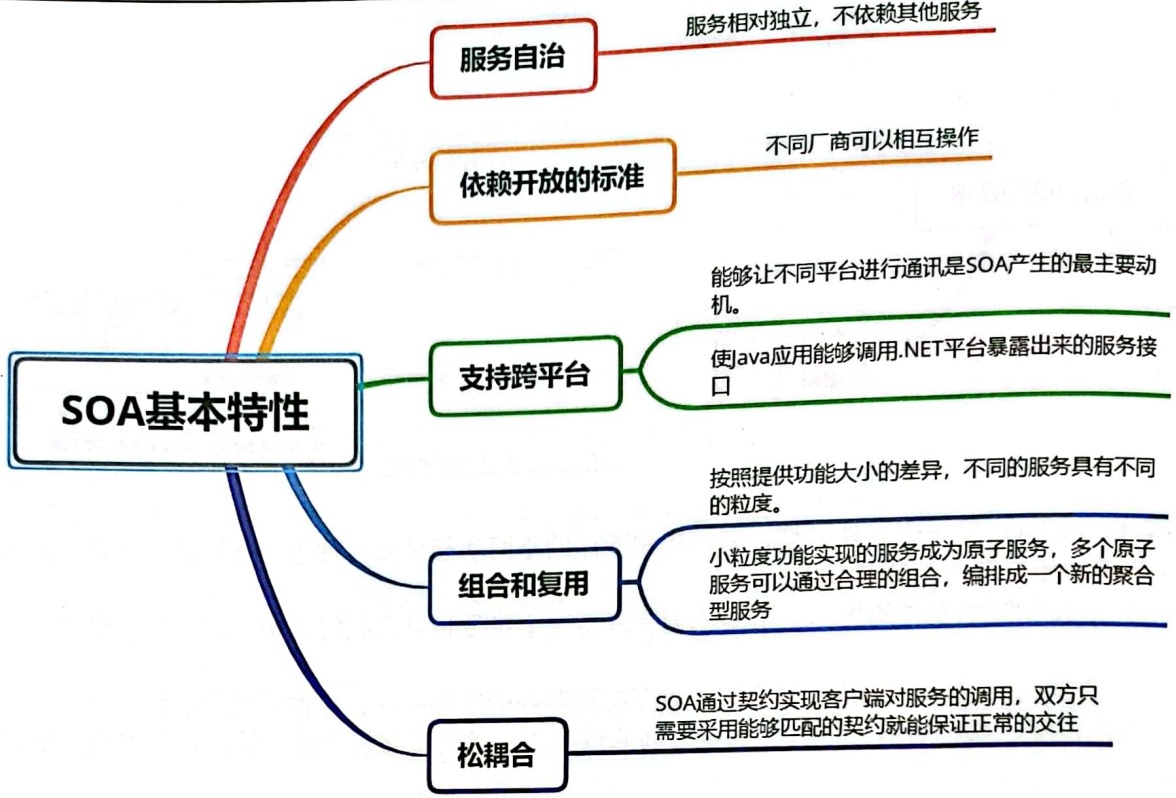 服务自治
服务相对独立，不依赖其他服务
依赖开放的标准
不同厂商可以相互操作
SOA基本特性
支持跨平台
能够让不同平台进行通讯是SOA产生的最主要动
机。
使Java应用能够调用.NET平台暴露出来的服务接
口
组合和复用
按照提供功能大小的差异，不同的服务具有不同
的粒度。
小粒度功能实现的服务成为原子服务，多个原子
服务可以通过合理的组合，编排成一个新的聚合
型服务
松耦合
SOA通过契约实现客户端对服务的调用，双方只
需要采用能够匹配的契约就能保证正常的交往